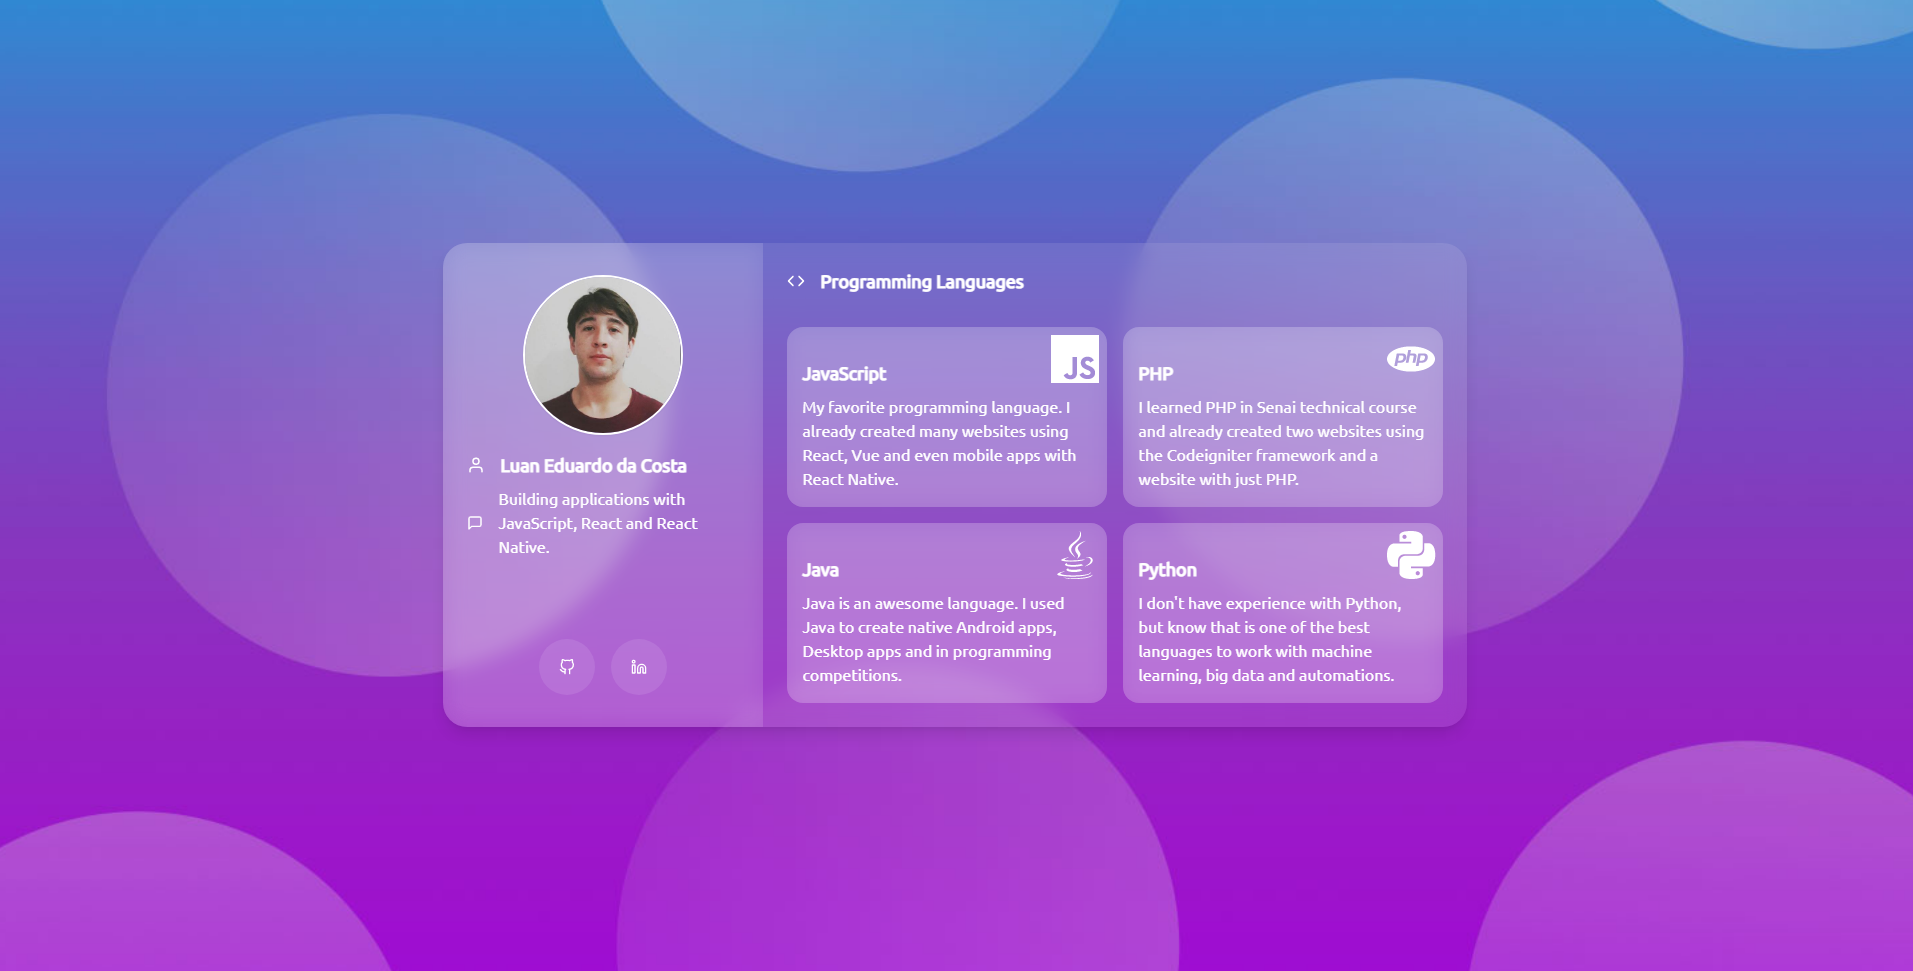 Luan Eduardo da Costa
Building applications with
JavaScript, React and React
Native.
Programming Languages
JS
JavaScript
My favorite programming language. I
already created many websites using
React, Vue and even mobile apps with
React Native.
php
PHP
I learned PHP in Senai technical course
and already created two websites using
the Codeigniter framework and a
website with just PHP.
Java
Java is an awesome language. I used
Java to create native Android apps,
Desktop apps and in programming
competitions.
Python
I don't have experience with Python,
but know that is one of the best
languages to work with machine
learning, big data and automations.